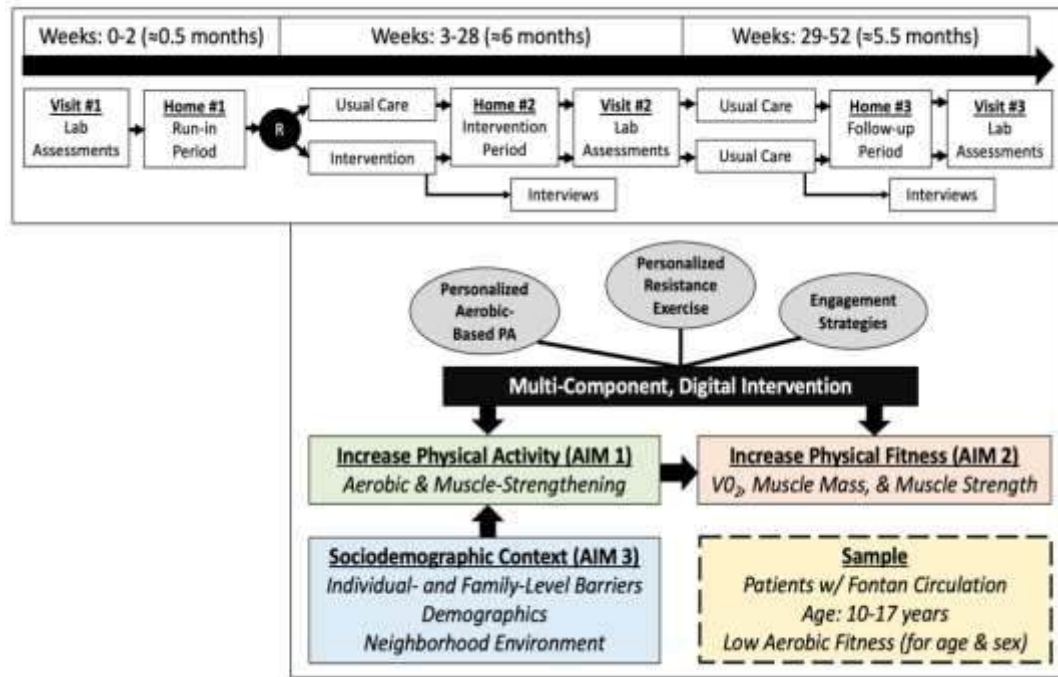 Weeks: 0-2 (≈0.5 months)
Weeks: 3-28 (≈6 months)
Weeks: 29-52 (≈5.5 months)
Visit #1
Lab
Assessments
Home #1
Run-in
Period
R
Usual Care
Intervention
Home #2
Intervention
Period
Interviews
Visit #2
Lab
Assessments
Usual Care
Usual Care
Home #3
Follow-up
Period
Interviews
Visit #3
Lab
Assessments
Personalized
Aerobic-
Based PA
Personalized
Resistance
Exercise
Engagement
Strategies
Multi-Component, Digital Intervention
Increase Physical Activity (AIM 1)
Aerobic & Muscle-Strengthening
Increase Physical Fitness (AIM 2)
V0₂, Muscle Mass, & Muscle Strength
Sociodemographic Context (AIM 3)
Individual- and Family-Level Barriers
Demographics
Neighborhood Environment
Sample
Patients w/ Fontan Circulation
Age: 10-17 years
Low Aerobic Fitness (for age & sex)